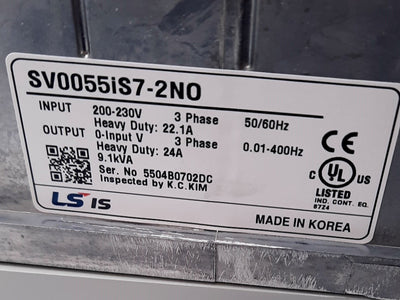 SV0055iS7-2NO
INPUT 200-230V 3 Phase 50/60Hz
Heavy Duty: 22.1A
OUTPUT 0-Input V 3 Phase 0.01-400Hz
Heavy Duty: 24A
9.1kVA
Ser. No 5504B0702DC
Inspected by K.C.KIM
CE
C UL US
LISTED
IND. CONT. EQ.
87Z4
LS IS
MADE IN KOREA